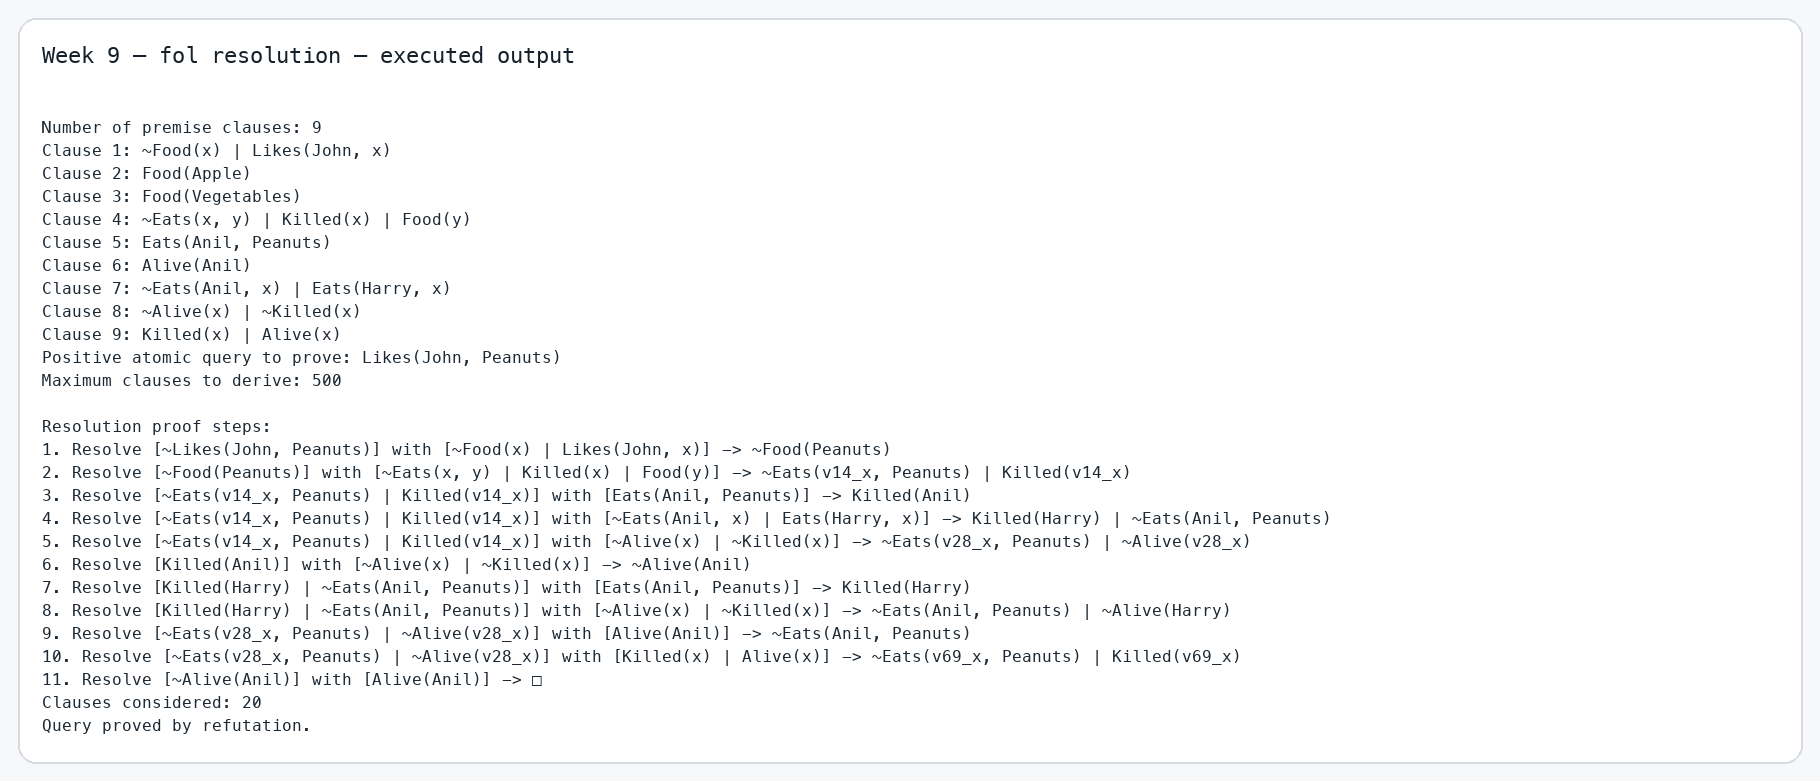 Week 9 — fol resolution — executed output
Number of premise clauses: 9
Clause 1: ~Food(x) | Likes(John, x)
Clause 2: Food(Apple)
Clause 3: Food(Vegetables)
Clause 4: ~Eats(x, y) | Killed(x) | Food(y)
Clause 5: Eats(Anil, Peanuts)
Clause 6: Alive(Anil)
Clause 7: ~Eats(Anil, x) | Eats(Harry, x)
Clause 8: ~Alive(x) | ~Killed(x)
Clause 9: Killed(x) | Alive(x)
Positive atomic query to prove: Likes(John, Peanuts)
Maximum clauses to derive: 500
Resolution proof steps:
1. Resolve [~Likes(John, Peanuts)] with [~Food(x) | Likes(John, x)] —> ~Food(Peanuts)
2. Resolve [~Food(Peanuts)] with [~Eats(x, y) | Killed(x) | Food(y)] —> ~Eats(v14_x, Peanuts) | Killed(v14_x)
3. Resolve [~Eats(v14_x, Peanuts) | Killed(v14_x)] with [Eats(Anil, Peanuts)] —> Killed(Anil)
4. Resolve [~Eats(v14_x, Peanuts) | Killed(v14_x)] with [~Eats(Anil, x) | Eats(Harry, x)] —> Killed(Harry) | ~Eats(Anil, Peanuts)
5. Resolve [~Eats(v14_x, Peanuts) | Killed(v14_x)] with [~Alive(x) | ~Killed(x)] —> ~Eats(v28_x, Peanuts) | ~Alive(v28_x)
6. Resolve [Killed(Anil)] with [~Alive(x) | ~Killed(x)] —> ~Alive(Anil)
7. Resolve [Killed(Harry) | ~Eats(Anil, Peanuts)] with [Eats(Anil, Peanuts)] —> Killed(Harry)
8. Resolve [Killed(Harry) | ~Eats(Anil, Peanuts)] with [~Alive(x) | ~Killed(x)] —> ~Eats(Anil, Peanuts) | ~Alive(Harry)
9. Resolve [~Eats(v28_x, Peanuts) | ~Alive(v28_x)] with [Alive(Anil)] —> ~Eats(Anil, Peanuts)
10. Resolve [~Eats(v28_x, Peanuts) | ~Alive(v28_x)] with [Killed(x) | Alive(x)] —> ~Eats(v69_x, Peanuts) | Killed(v69_x)
11. Resolve [~Alive(Anil)] with [Alive(Anil)] —> □
Clauses considered: 20
Query proved by refutation.